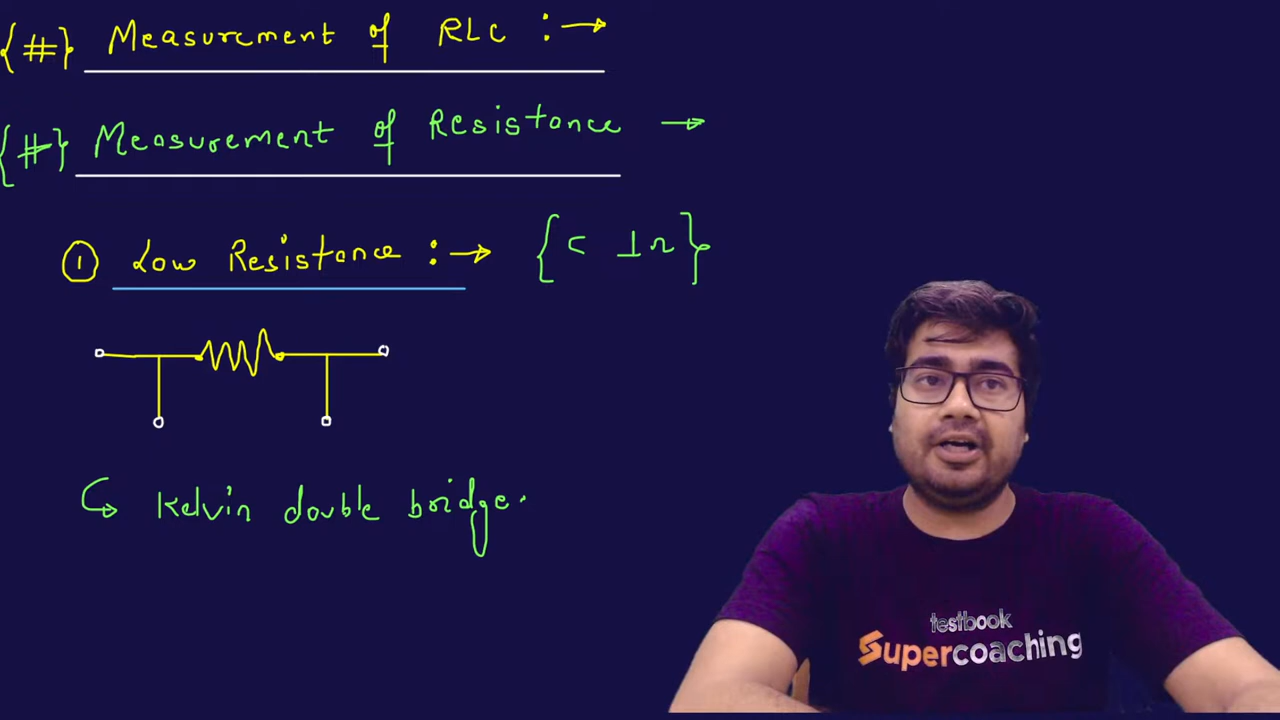 {#} Measurement of RLC :→
{#} Measurement of Resistance →
① Low Resistance :→ {< 1Ω}
↳ Kelvin double bridge.
testbook
Supercoaching